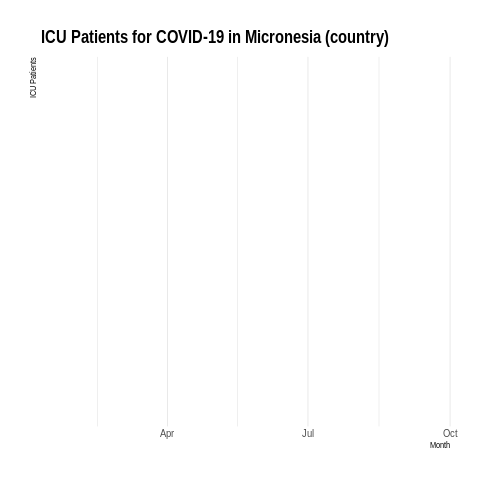 ICU Patients for COVID-19 in Micronesia (country)
ICU Patients
Apr
Jul
Oct
Month